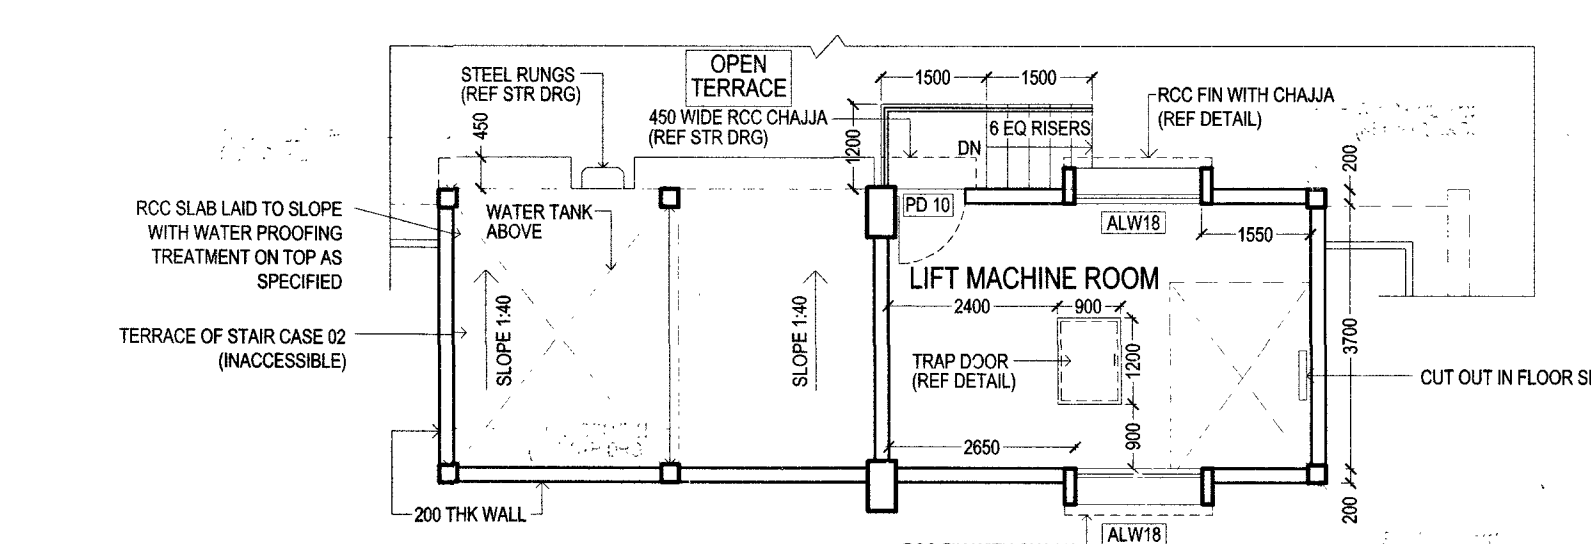 OPEN
TERRACE
STEEL RUNGS
(REF STR DRG)
450 WIDE RCC CHAJJA
(REF STR DRG)
1500
1500
450
1200
6 EQ RISERS
DN
RCC FIN WITH CHAJJA
(REF DETAIL)
200
RCC SLAB LAID TO SLOPE
WITH WATER PROOFING
TREATMENT ON TOP AS
SPECIFIED
WATER TANK
ABOVE
PD 10
ALW18
1550
LIFT MACHINE ROOM
2400
900
TERRACE OF STAIR CASE 02
(INACCESSIBLE)
SLOPE 1:40
SLOPE 1:40
TRAP DOOR
(REF DETAIL)
1200
3700
CUT OUT IN FLOOR
900
2650
200 THK WALL
200
ALW18